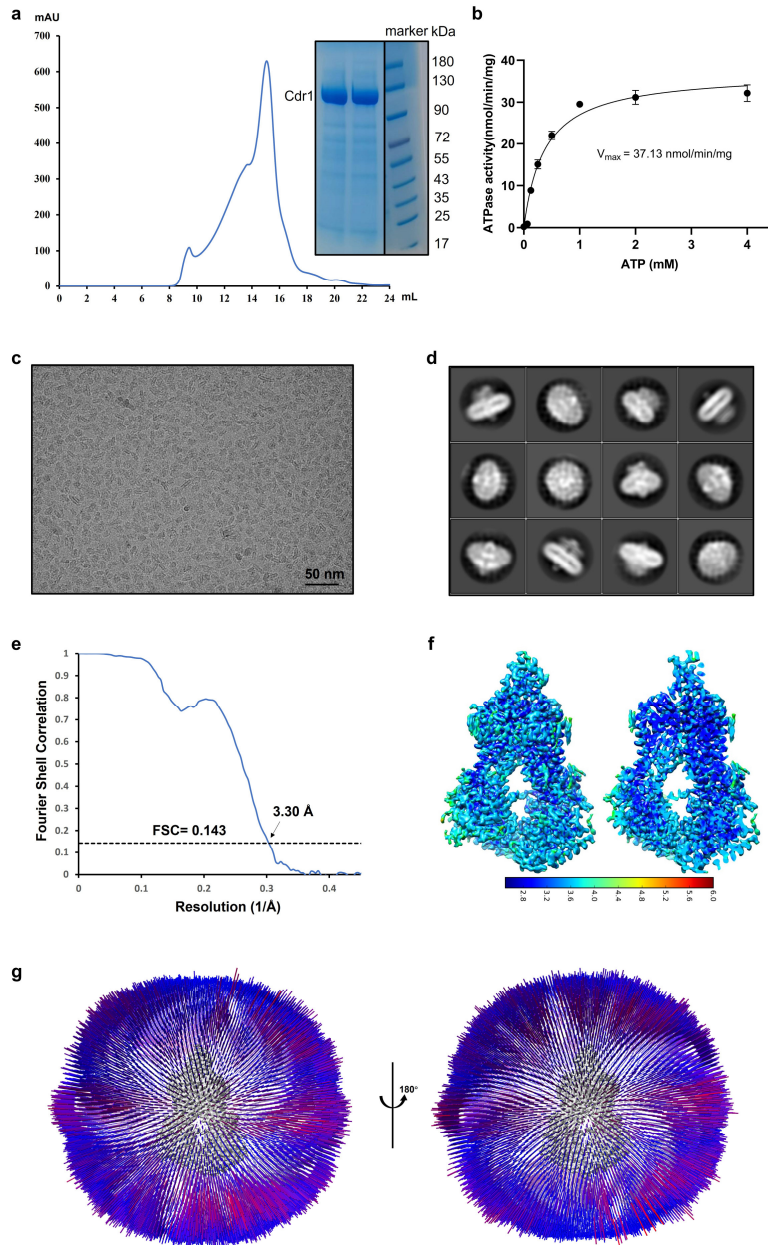 a
mAU
700
600
500
400
300
200
100
0
0 2 4 6 8 10 12 14 16 18 20 22 24 mL
marker kDa
Cdr1
180
130
90
72
55
43
35
25
17
b
ATPase activity(nmol/min/mg)
40
30
20
10
0
Vmax = 37.13 nmol/min/mg
0 1 2 3 4
ATP (mM)
c
50 nm
d
e
Fourier Shell Correlation
1
0.9
0.8
0.7
0.6
0.5
0.4
0.3
0.2
0.1
0
3.30 Å
FSC= 0.143
0 0.1 0.2 0.3 0.4
Resolution (1/Å)
f
2.8 3.2 3.6 4.0 4.4 4.8 5.2 5.6 6.0
g
180°